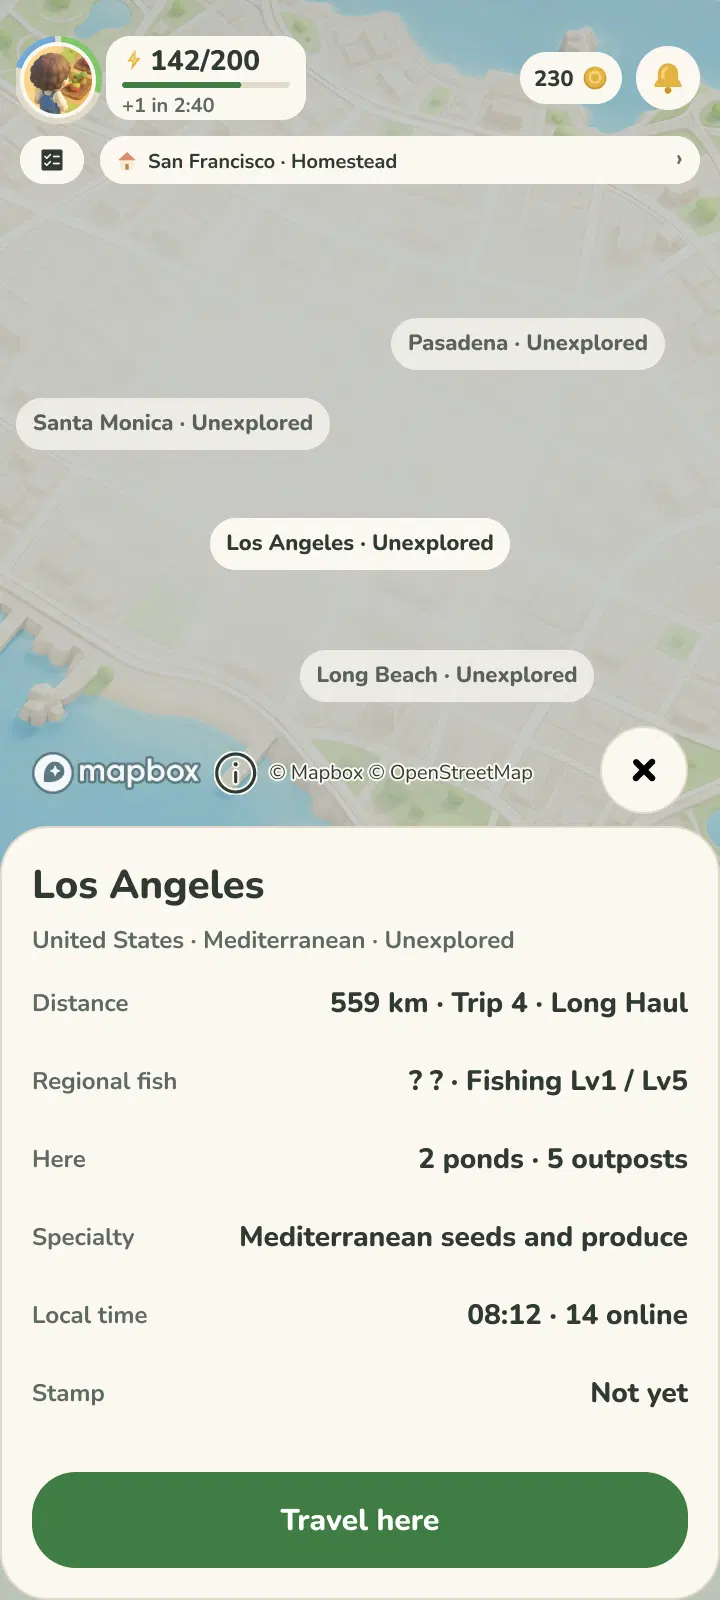 142/200
+1 in 2:40
230
San Francisco · Homestead ›
Pasadena · Unexplored
Santa Monica · Unexplored
Los Angeles · Unexplored
Long Beach · Unexplored
mapbox
© Mapbox © OpenStreetMap
Los Angeles
United States · Mediterranean · Unexplored
Distance 559 km · Trip 4 · Long Haul
Regional fish ? ? · Fishing Lv1 / Lv5
Here 2 ponds · 5 outposts
Specialty Mediterranean seeds and produce
Local time 08:12 · 14 online
Stamp Not yet
Travel here